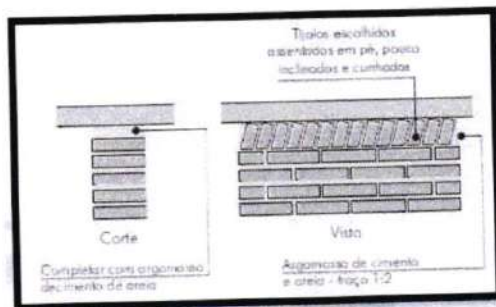 Tijolos escolhidos
assentados em pé, pouco
inclinados e cunhados
Corte
Vista
Completar com argamassa
decimento de areia
Argamassa de cimento
e areia - traço 1:2